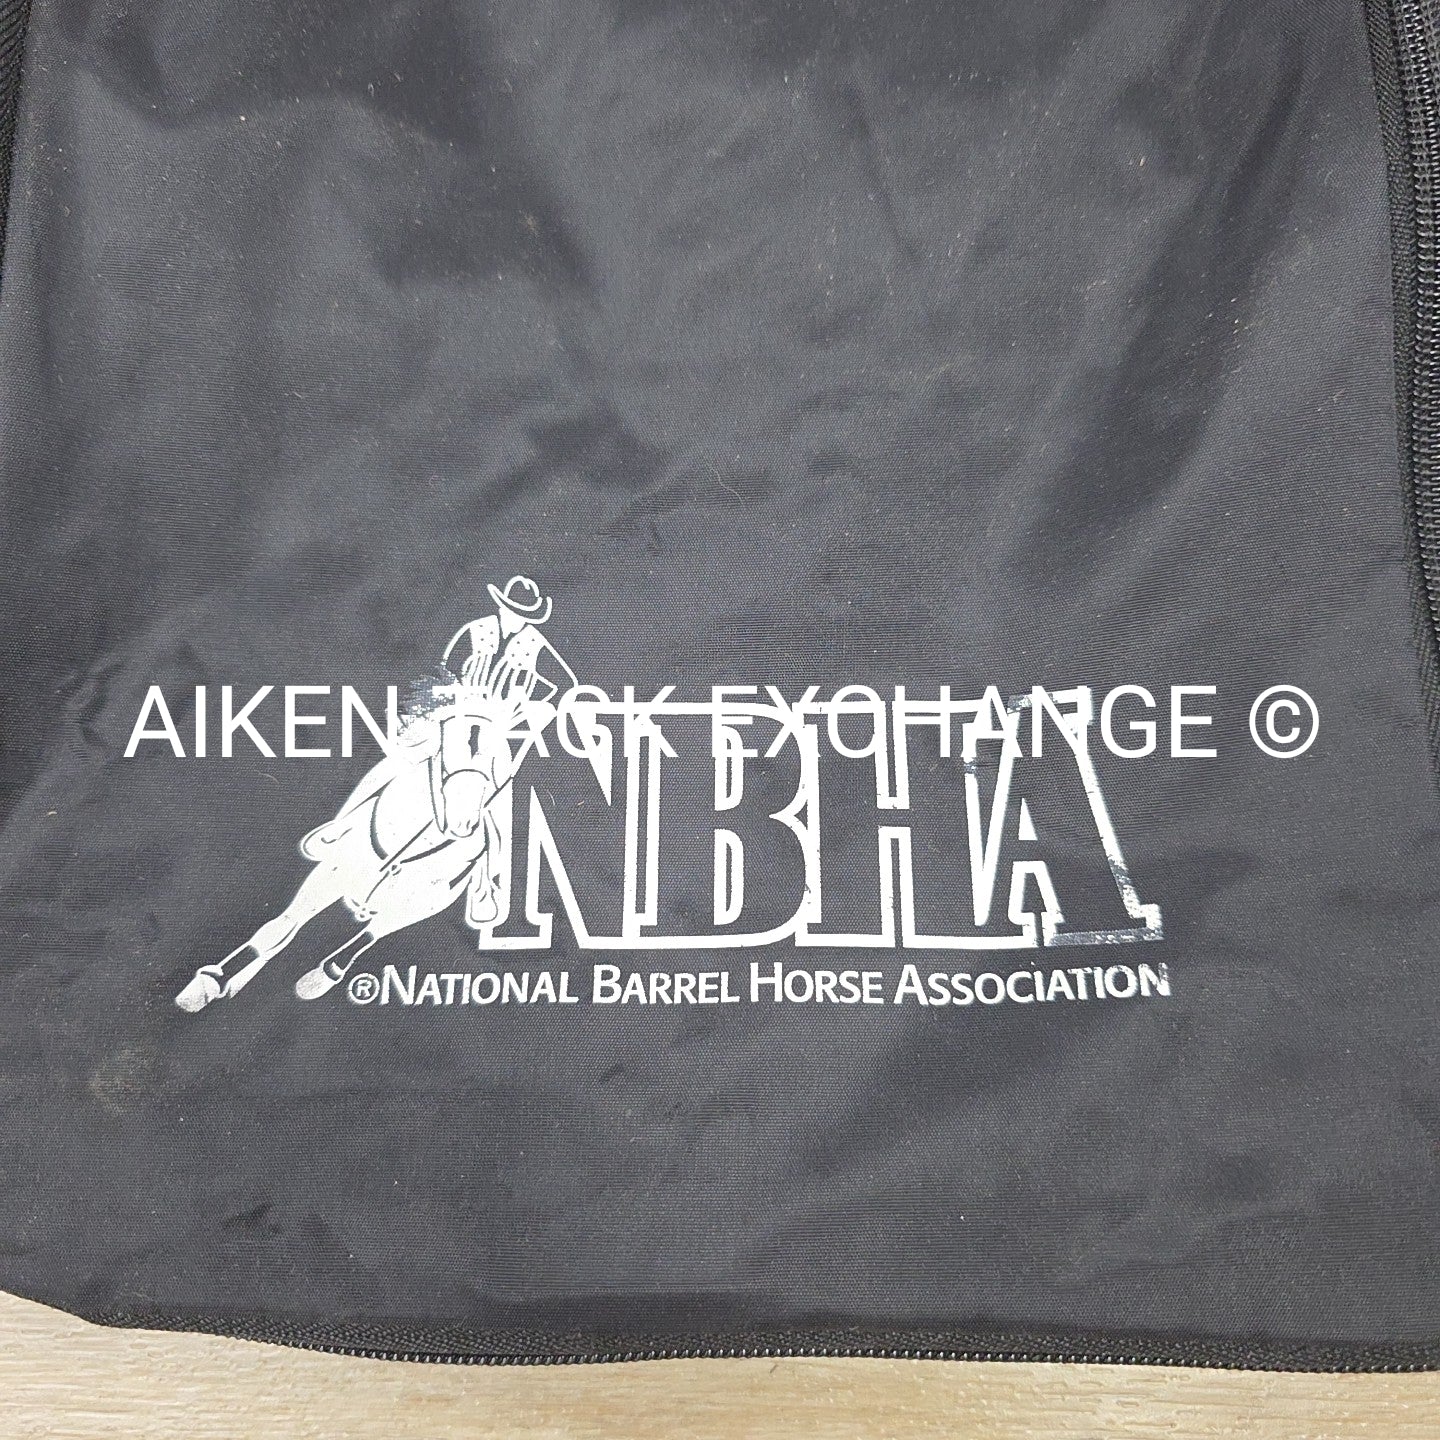 AIKEN TACK EXCHANGE ©
NBHA
®NATIONAL BARREL HORSE ASSOCIATION